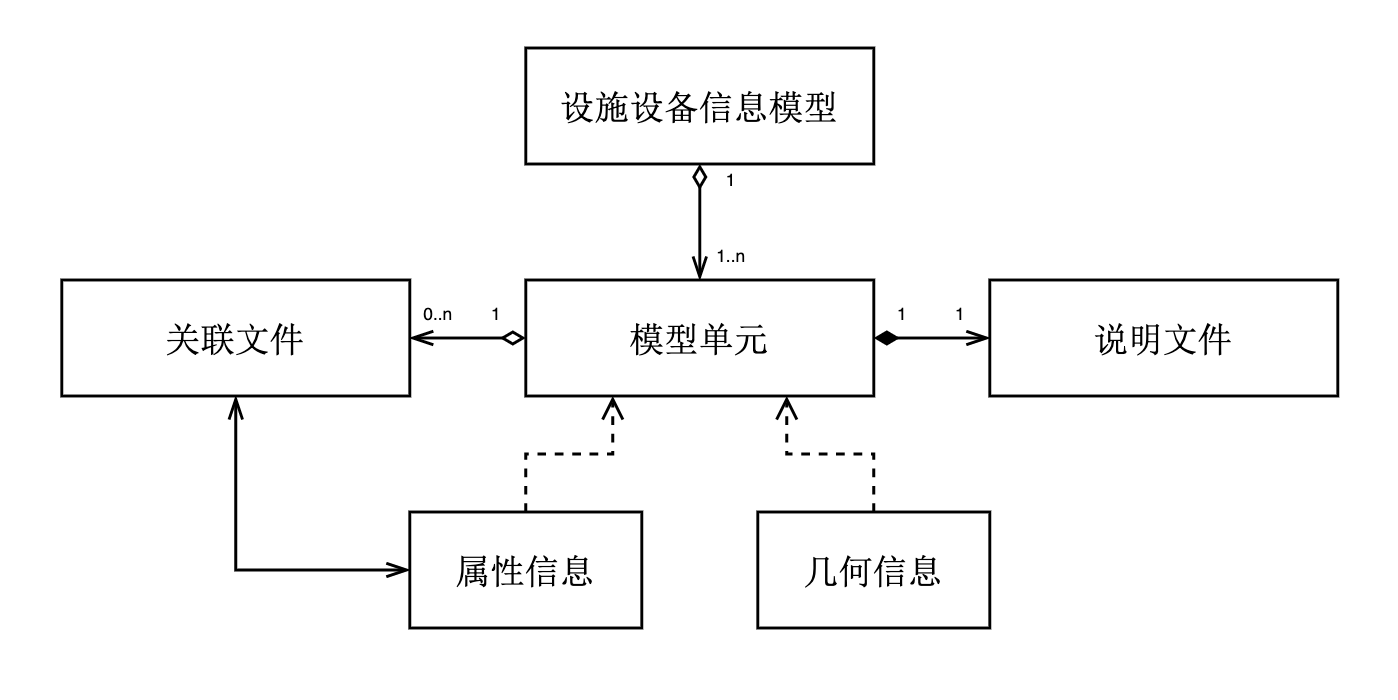 设施设备信息模型
1
1..n
关联文件
0..n
1
模型单元
1
1
说明文件
属性信息
几何信息